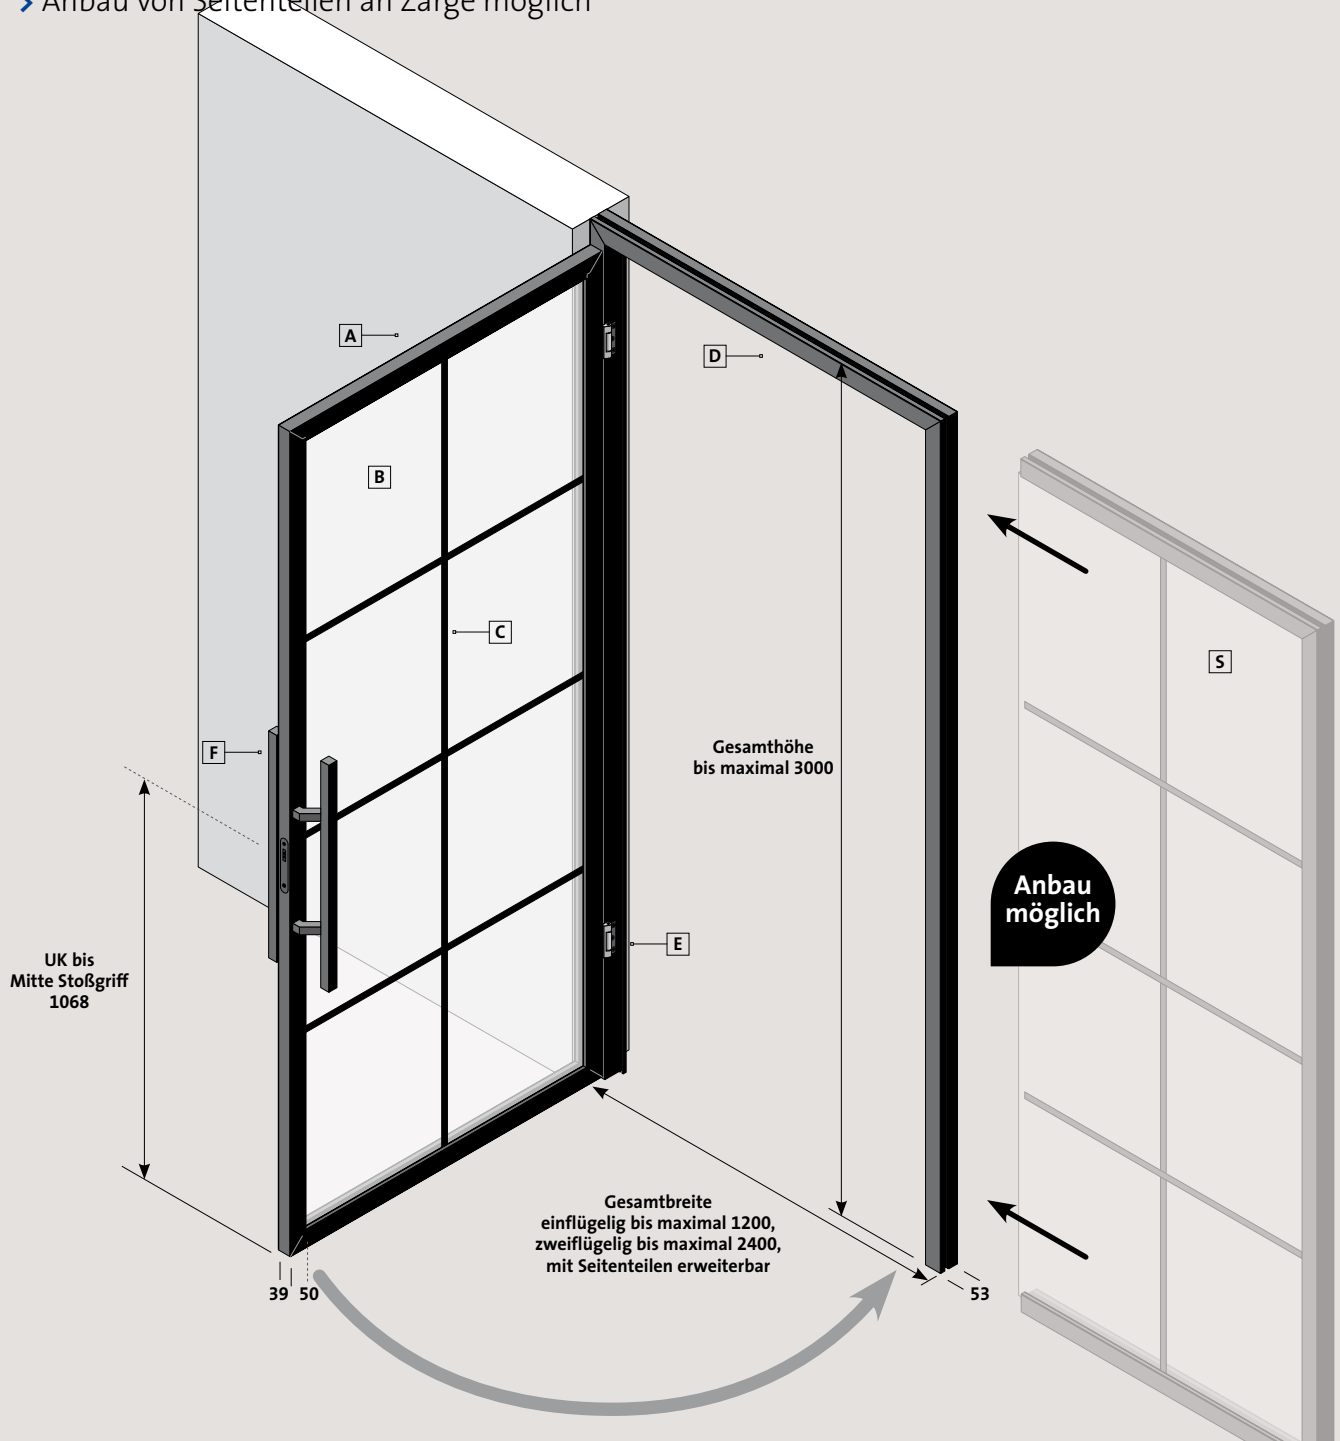 › Anbau von Seitenteilen an Zarge möglich
A
D
B
C
S
F
Gesamthöhe
bis maximal 3000
Anbau
möglich
E
UK bis
Mitte Stoßgriff
1068
Gesamtbreite
einflügelig bis maximal 1200,
zweiflügelig bis maximal 2400,
mit Seitenteilen erweiterbar
39 50
53